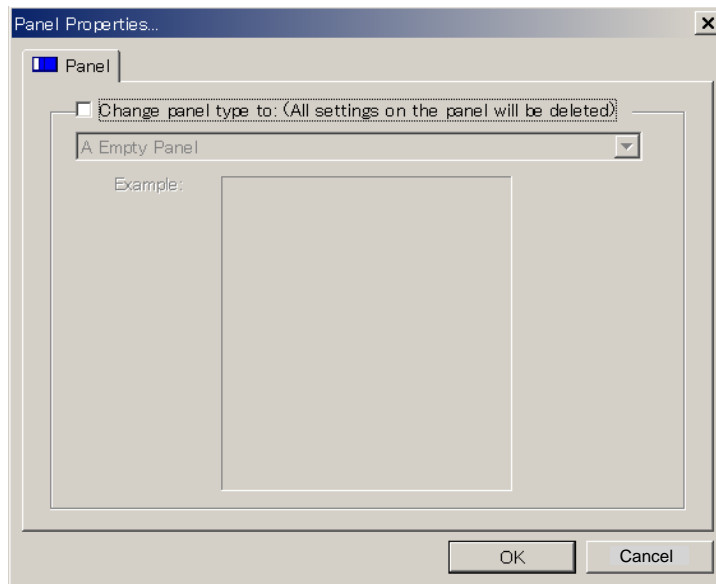 Panel Properties...
Panel
Change panel type to: (All settings on the panel will be deleted)
A Empty Panel
Example:
OK
Cancel